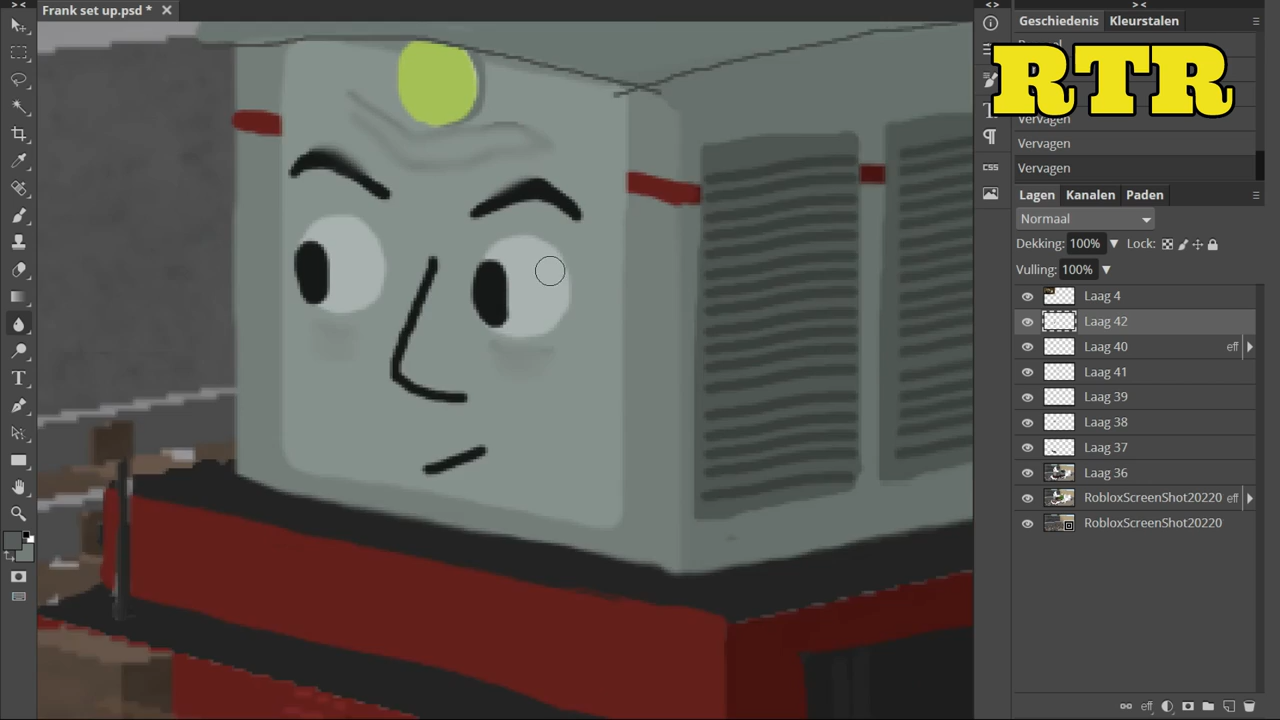 Frank set up.psd *
Geschiedenis Kleurstalen
RTR
Vervagen
Vervagen
Vervagen
css
Lagen Kanalen Paden
Normaal
Dekking: 100% Lock:
Vulling: 100%
Laag 4
Laag 42
Laag 40 eff
Laag 41
Laag 39
Laag 38
Laag 37
Laag 36
RobloxScreenShot20220 eff
RobloxScreenShot20220
eff